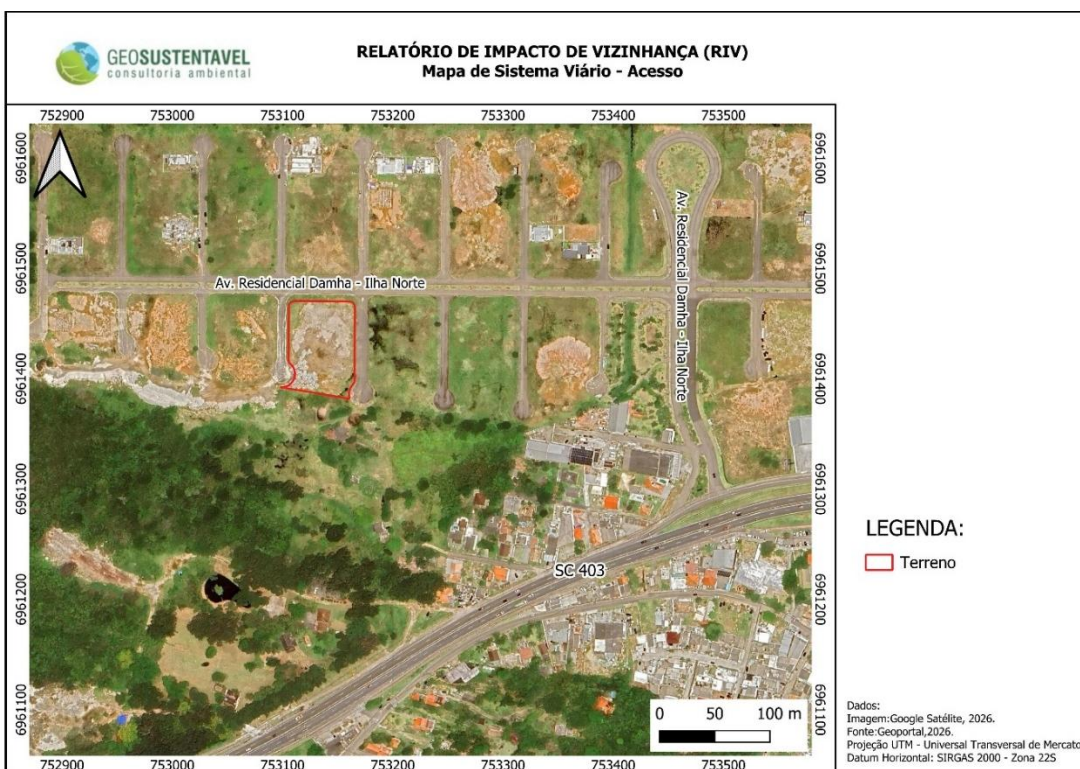 GEOSUSTENTAVEL
consultoria ambiental
RELATÓRIO DE IMPACTO DE VIZINHANÇA (RIV)
Mapa de Sistema Viário - Acesso
752900 753000 753100 753200 753300 753400 753500
6961600 6961600
6961500 6961500
6961400 6961400
6961300 6961300
6961200 6961200
6961100 6961100
Av. Residencial Damha - Ilha Norte
Av. Residencial Damha - Ilha Norte
SC 403
0 50 100 m
752900 753000 753100 753200 753300 753400 753500
LEGENDA:
Terreno
Dados:
Imagem:Google Satélite, 2026.
Fonte:Geoportal,2026.
Projeção UTM - Universal Transversal de Mercato
Datum Horizontal: SIRGAS 2000 - Zona 22S